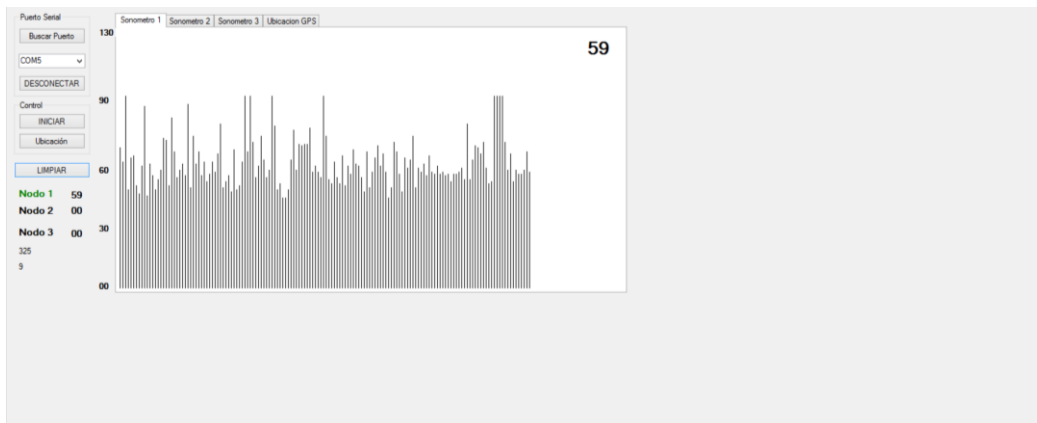 Puerto Serial
Buscar Puerto
COM5
DESCONECTAR
Control
INICIAR
Ubicación
LIMPIAR
Nodo 1 59
Nodo 2 00
Nodo 3 00
325
9
Sonometro 1 Sonometro 2 Sonometro 3 Ubicacion GPS
130
59
90
60
30
00